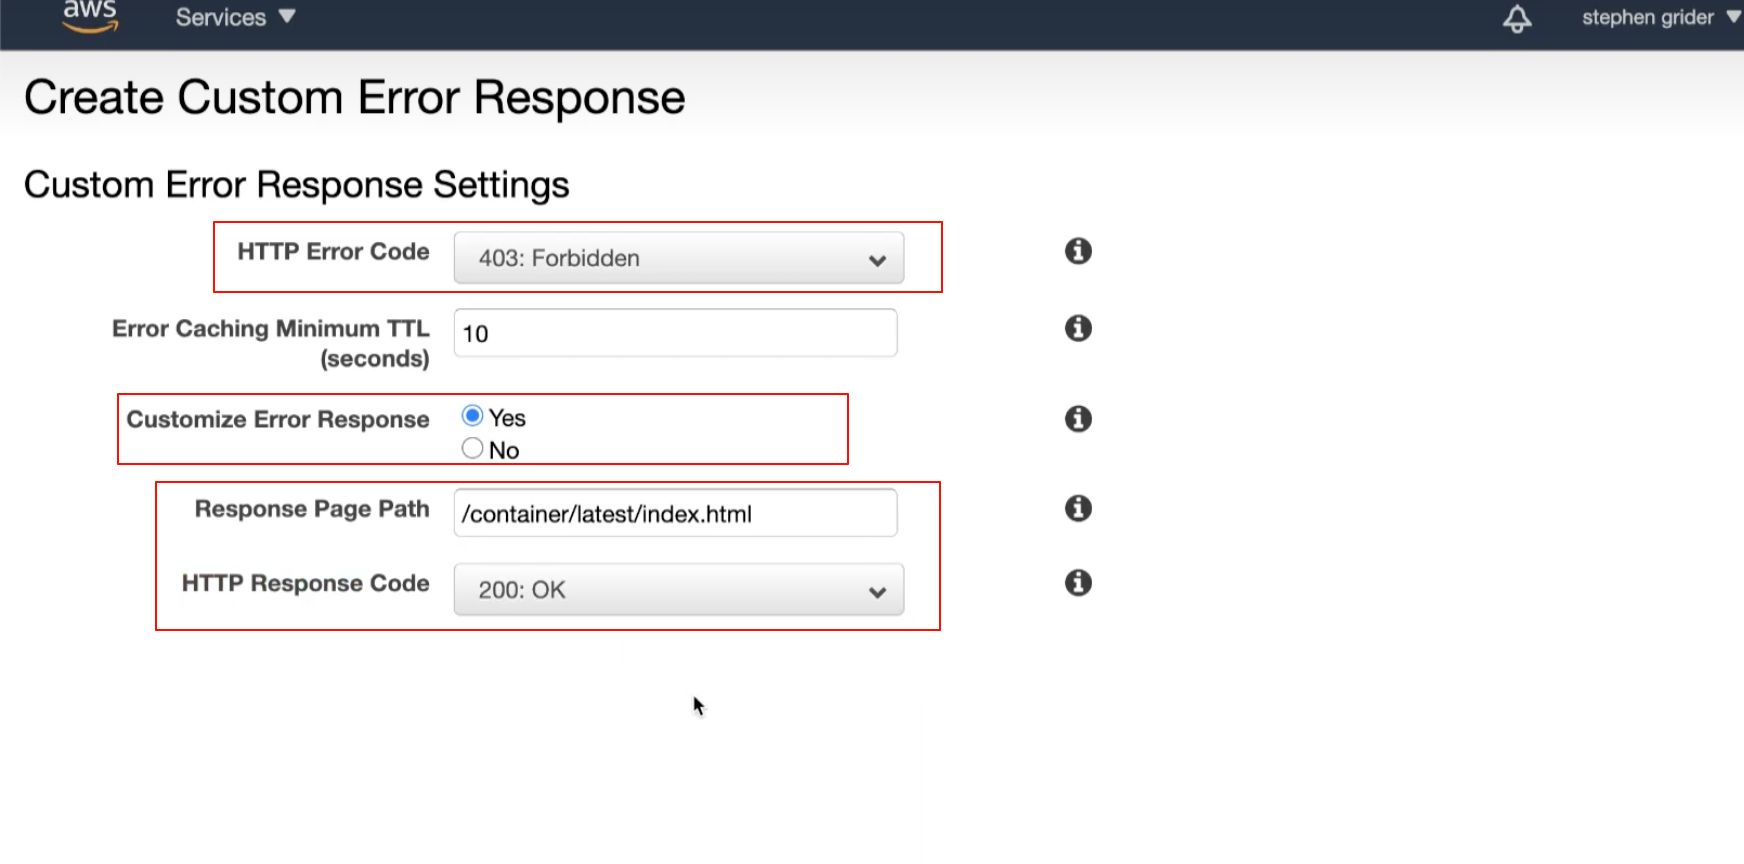 aws Services stephen grider
Create Custom Error Response
Custom Error Response Settings
HTTP Error Code 403: Forbidden
Error Caching Minimum TTL 10
(seconds)
Customize Error Response Yes
No
Response Page Path /container/latest/index.html
HTTP Response Code 200: OK